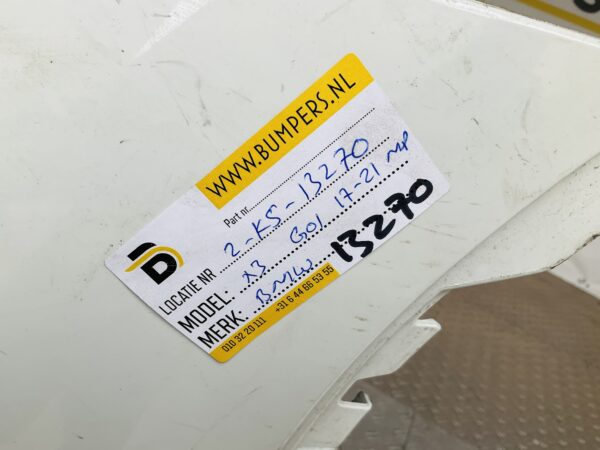 WWW.BUMPERS.NL
Part nr.
LOCATIE NR 2-KS-13270
MODEL: X3 G01 17-21 MP
MERK: BMW 13270
010 32 20 111 +31 6 44 66 53 55